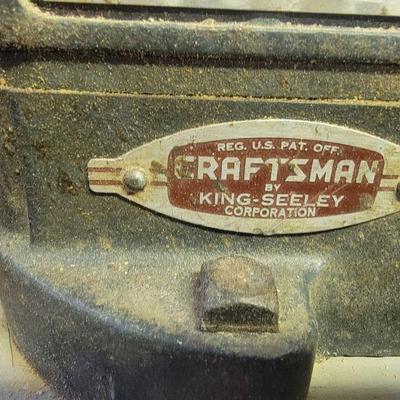 REG. U.S. PAT. OFF.
CRAFTSMAN
BY
KING-SEELEY
CORPORATION